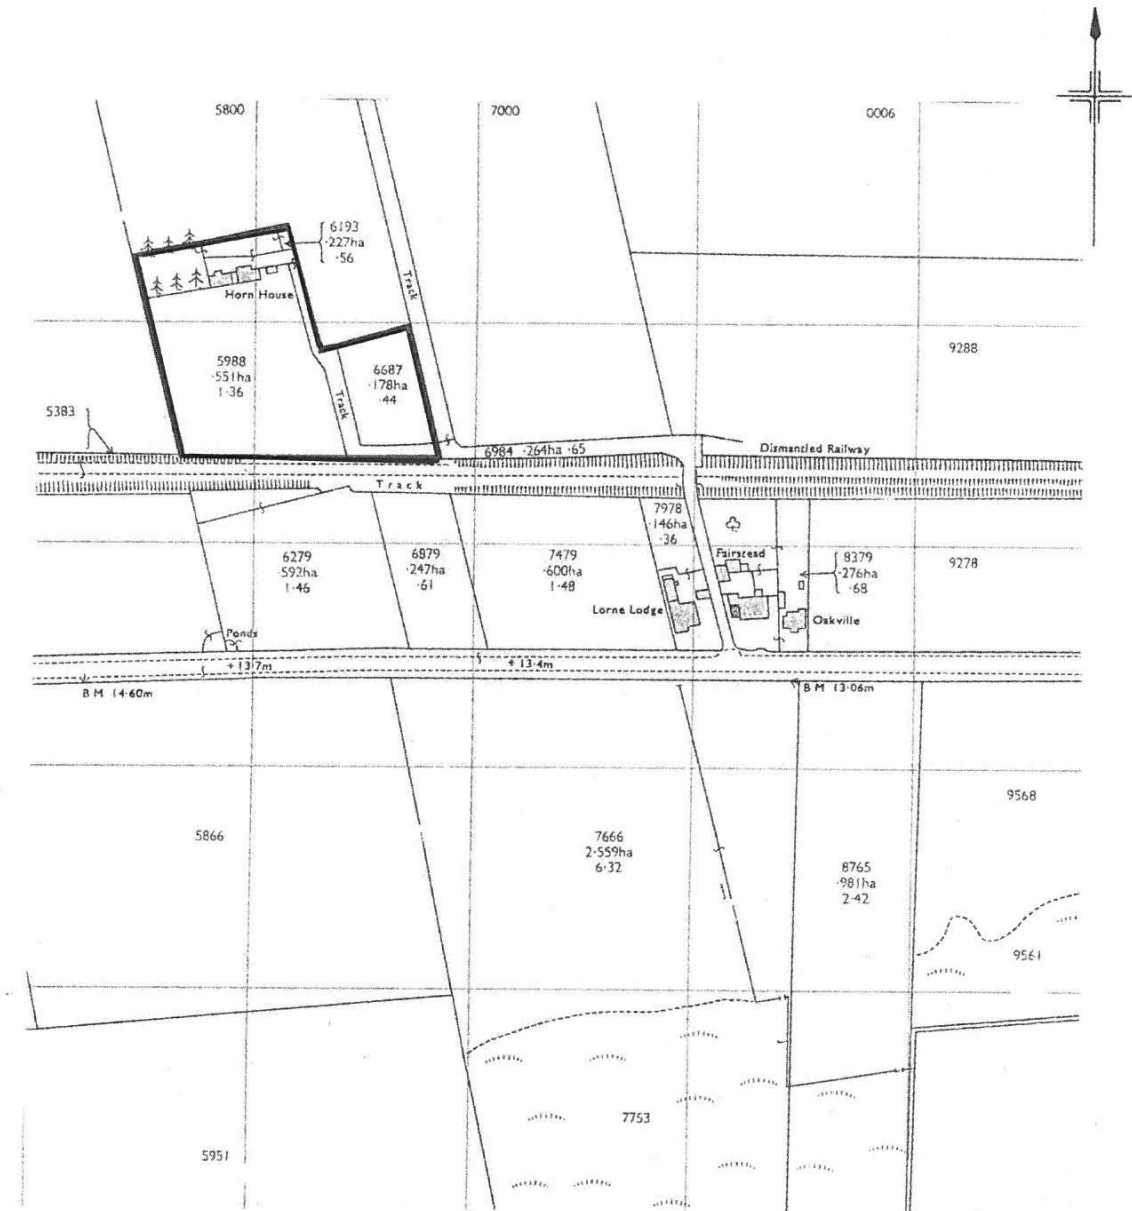 5800
7000
0006
6193
·227ha
·56
Track
Horn House
5988
·551ha
1·36
6687
·178ha
·44
9288
Track
5383
6984 ·264ha ·65
Dismantled Railway
Track
7978
·146ha
·36
6279
·592ha
1·46
6879
·247ha
·61
7479
·600ha
1·48
Fairstead
8379
·276ha
·68
9278
Lorne Lodge
Oakville
Ponds
+ 13·7m
+ 13·4m
B M 14·60m
B M 13·06m
9568
5866
7666
2·559ha
6·32
8765
·981ha
2·42
9561
7753
5951